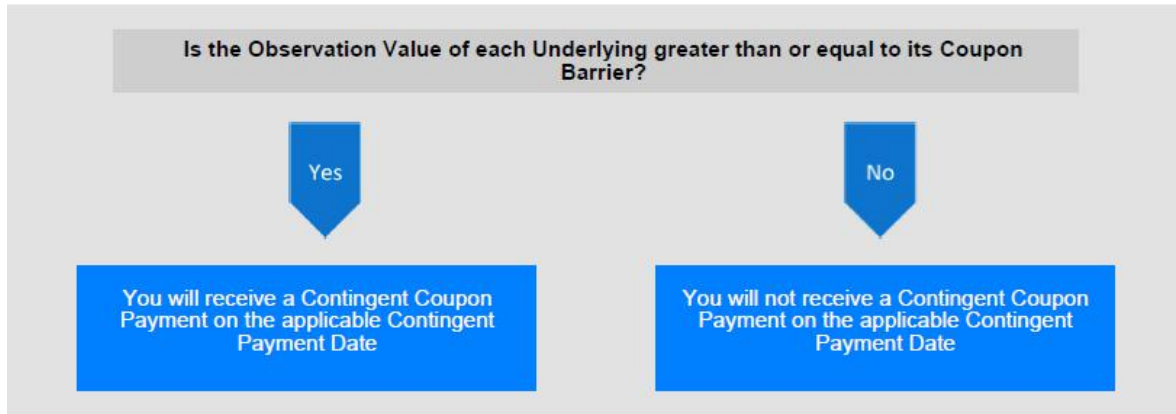 Is the Observation Value of each Underlying greater than or equal to its Coupon
Barrier?
Yes
No
You will receive a Contingent Coupon
Payment on the applicable Contingent
Payment Date
You will not receive a Contingent Coupon
Payment on the applicable Contingent
Payment Date